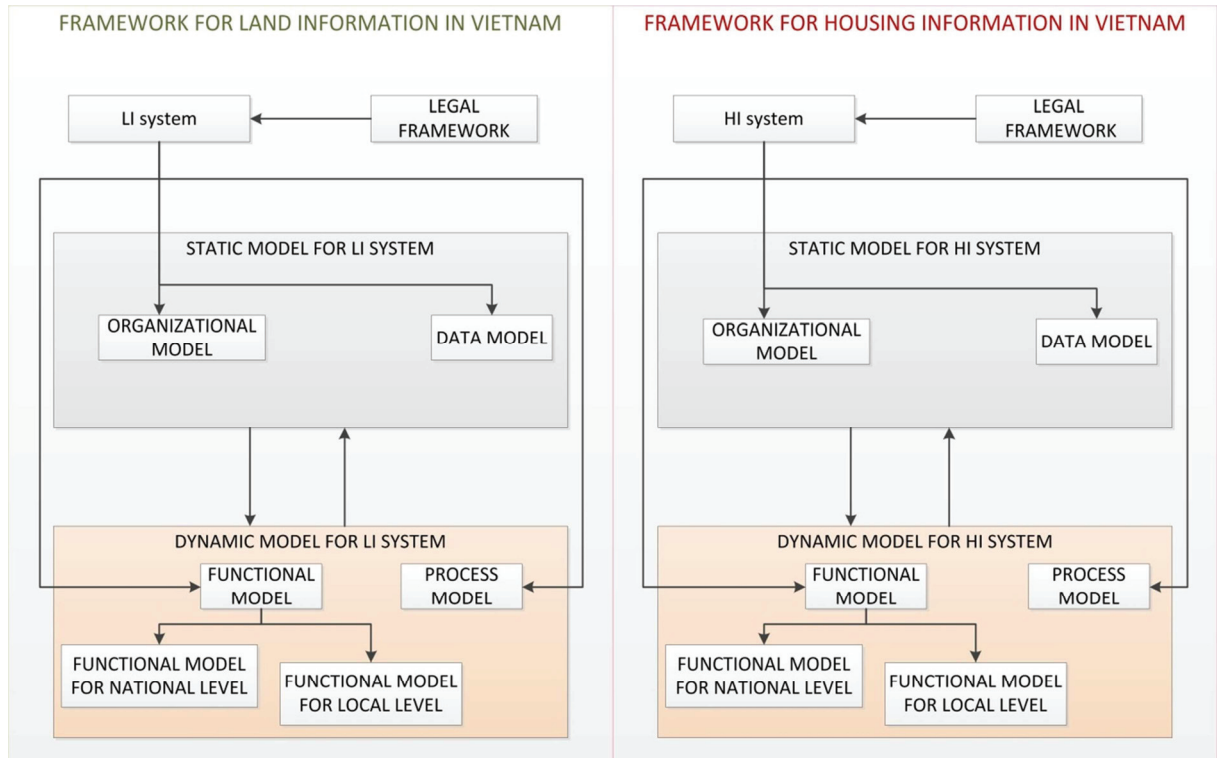 FRAMEWORK FOR LAND INFORMATION IN VIETNAM
LI system
LEGAL
FRAMEWORK
STATIC MODEL FOR LI SYSTEM
ORGANIZATIONAL
MODEL
DATA MODEL
DYNAMIC MODEL FOR LI SYSTEM
FUNCTIONAL
MODEL
PROCESS
MODEL
FUNCTIONAL MODEL
FOR NATIONAL LEVEL
FUNCTIONAL MODEL
FOR LOCAL LEVEL
FRAMEWORK FOR HOUSING INFORMATION IN VIETNAM
HI system
LEGAL
FRAMEWORK
STATIC MODEL FOR HI SYSTEM
ORGANIZATIONAL
MODEL
DATA MODEL
DYNAMIC MODEL FOR HI SYSTEM
FUNCTIONAL
MODEL
PROCESS
MODEL
FUNCTIONAL MODEL
FOR NATIONAL LEVEL
FUNCTIONAL MODEL
FOR LOCAL LEVEL